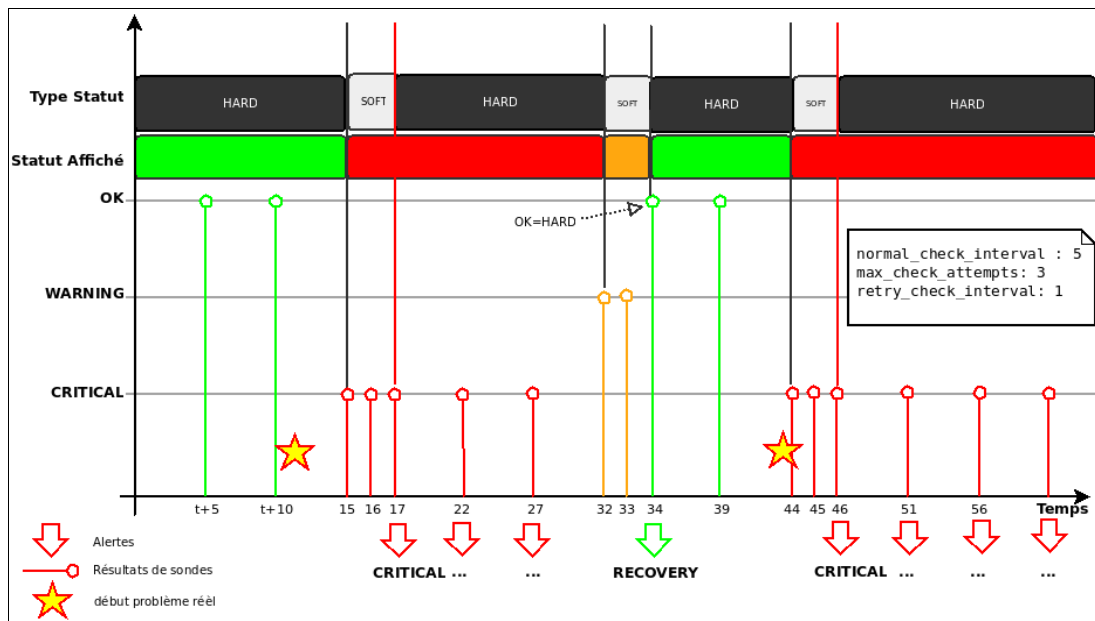 Type Statut
HARD
SOFT
HARD
SOFT
HARD
SOFT
HARD
Statut Affiché
OK
OK=HARD
normal_check_interval : 5
max_check_attempts: 3
retry_check_interval: 1
WARNING
CRITICAL
t+5
t+10
15
16
17
22
27
32
33
34
39
44
45
46
51
56
Temps
Alertes
CRITICAL ...
...
RECOVERY
CRITICAL ...
...
...
Résultats de sondes
début problème réèl